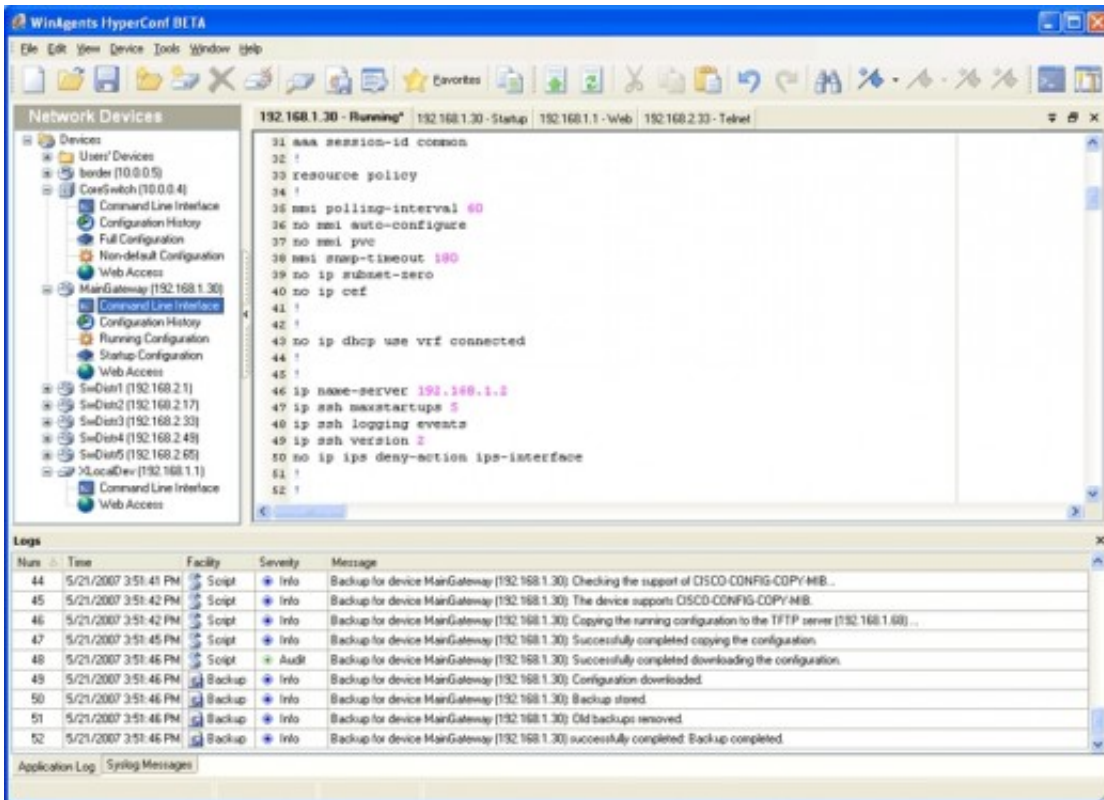 WinAgents HyperConf BETA
File Edit View Device Tools Window Help
Favorites
Network Devices
Devices
Users' Devices
border (10.0.0.5)
CoreSwitch (10.0.0.4)
Command Line Interface
Configuration History
Full Configuration
Non-default Configuration
Web Access
MainGateway (192.168.1.30)
Command Line Interface
Configuration History
Running Configuration
Startup Configuration
Web Access
SwDistr1 (192.168.2.1)
SwDistr2 (192.168.2.17)
SwDistr3 (192.168.2.33)
SwDistr4 (192.168.2.49)
SwDistr5 (192.168.2.65)
XLocalDev (192.168.1.1)
Command Line Interface
Web Access
192.168.1.30 - Running* 192.168.1.30 - Startup 192.168.1.1 - Web 192.168.2.33 - Telnet
31 aaa session-id common
32 !
33 resource policy
34 !
35 mmi polling-interval 60
36 no mmi auto-configure
37 no mmi pvc
38 mmi snmp-timeout 180
39 no ip subnet-zero
40 no ip cef
41 !
42 !
43 no ip dhcp use vrf connected
44 !
45 !
46 ip name-server 192.168.1.2
47 ip ssh maxstartups 5
48 ip ssh logging events
49 ip ssh version 2
50 no ip ips deny-action ips-interface
51 !
52 !
Logs
Num Time Facility Severity Message
44 5/21/2007 3:51:41 PM Script Info Backup for device MainGateway (192.168.1.30): Checking the support of CISCO-CONFIG-COPY-MIB...
45 5/21/2007 3:51:42 PM Script Info Backup for device MainGateway (192.168.1.30): The device supports CISCO-CONFIG-COPY-MIB.
46 5/21/2007 3:51:42 PM Script Info Backup for device MainGateway (192.168.1.30): Copying the running configuration to the TFTP server (192.168.1.68)...
47 5/21/2007 3:51:45 PM Script Info Backup for device MainGateway (192.168.1.30): Successfully completed copying the configuration.
48 5/21/2007 3:51:46 PM Script Audit Backup for device MainGateway (192.168.1.30): Successfully completed downloading the configuration.
49 5/21/2007 3:51:46 PM Backup Info Backup for device MainGateway (192.168.1.30): Configuration downloaded.
50 5/21/2007 3:51:46 PM Backup Info Backup for device MainGateway (192.168.1.30): Backup stored.
51 5/21/2007 3:51:46 PM Backup Info Backup for device MainGateway (192.168.1.30): Old backups removed.
52 5/21/2007 3:51:46 PM Backup Info Backup for device MainGateway (192.168.1.30) successfully completed: Backup completed.
Application Log Syslog Messages